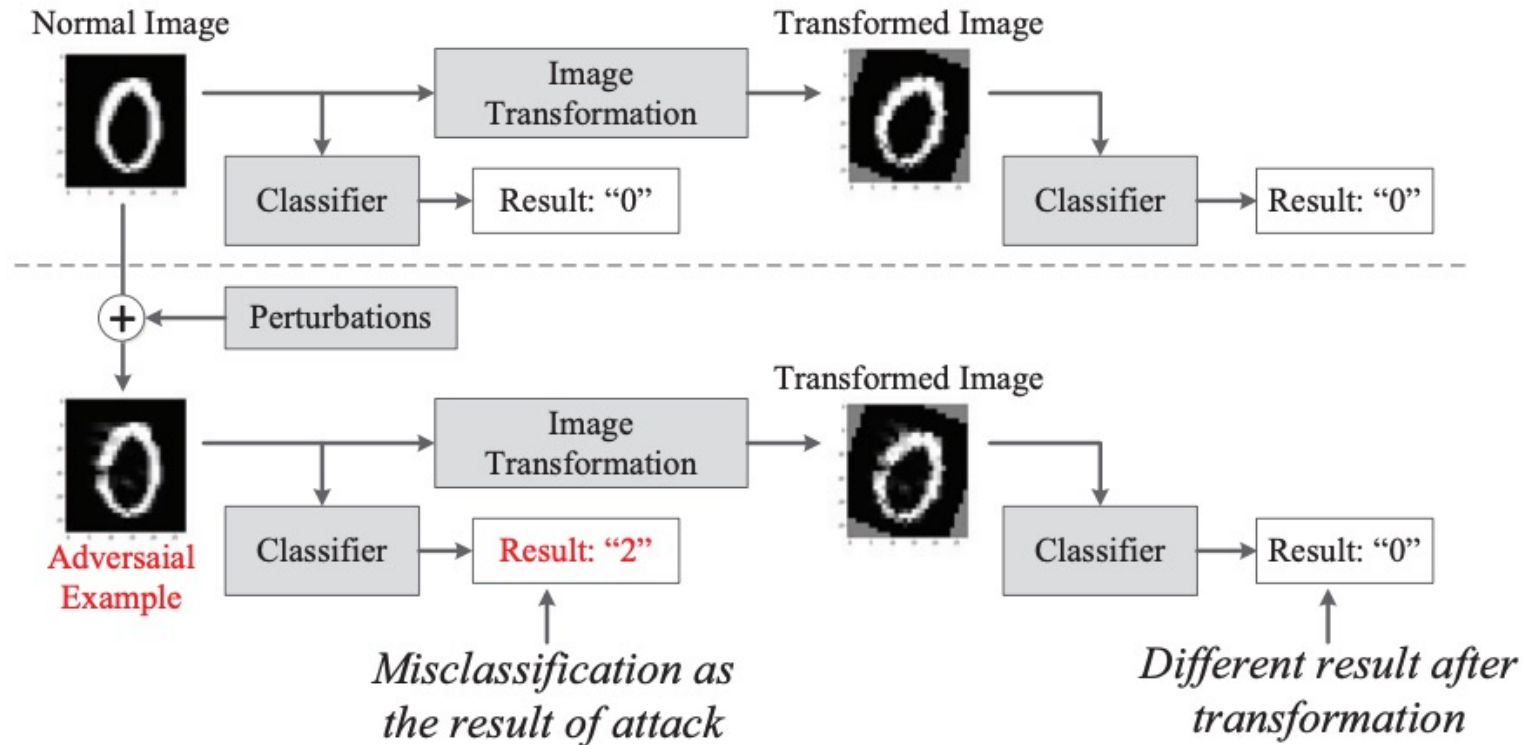 Normal Image
Transformed Image
Image
Transformation
Classifier
Result: “0”
Classifier
Result: “0”
+
Perturbations
Transformed Image
Image
Transformation
Adversaial
Example
Classifier
Result: “2”
Classifier
Result: “0”
Misclassification as
the result of attack
Different result after
transformation